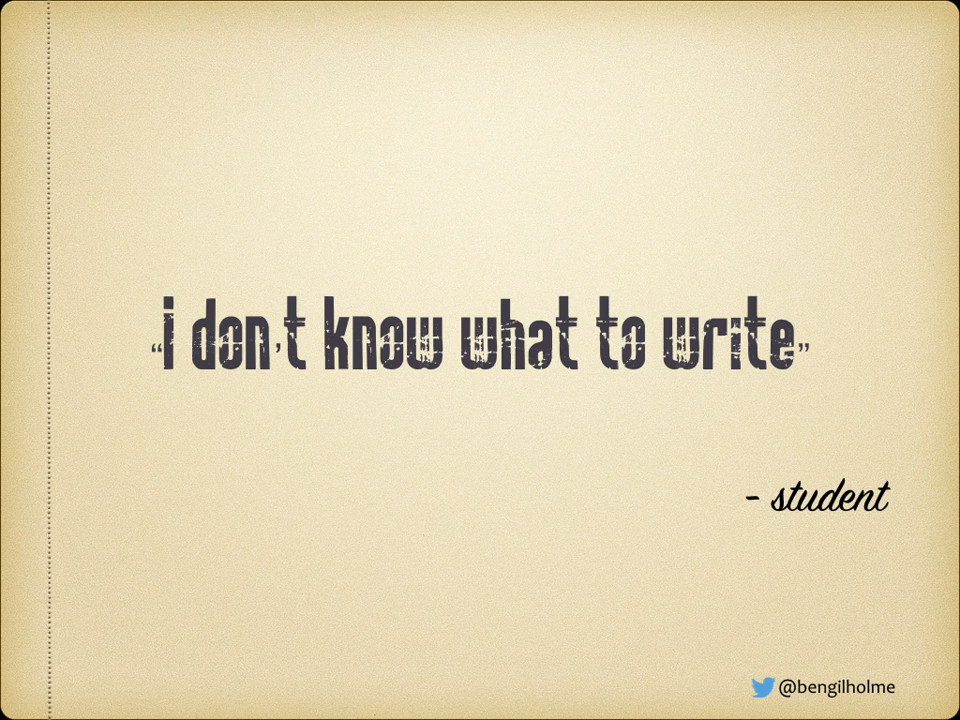 “i don’t know what to write”
- student
@bengilholme